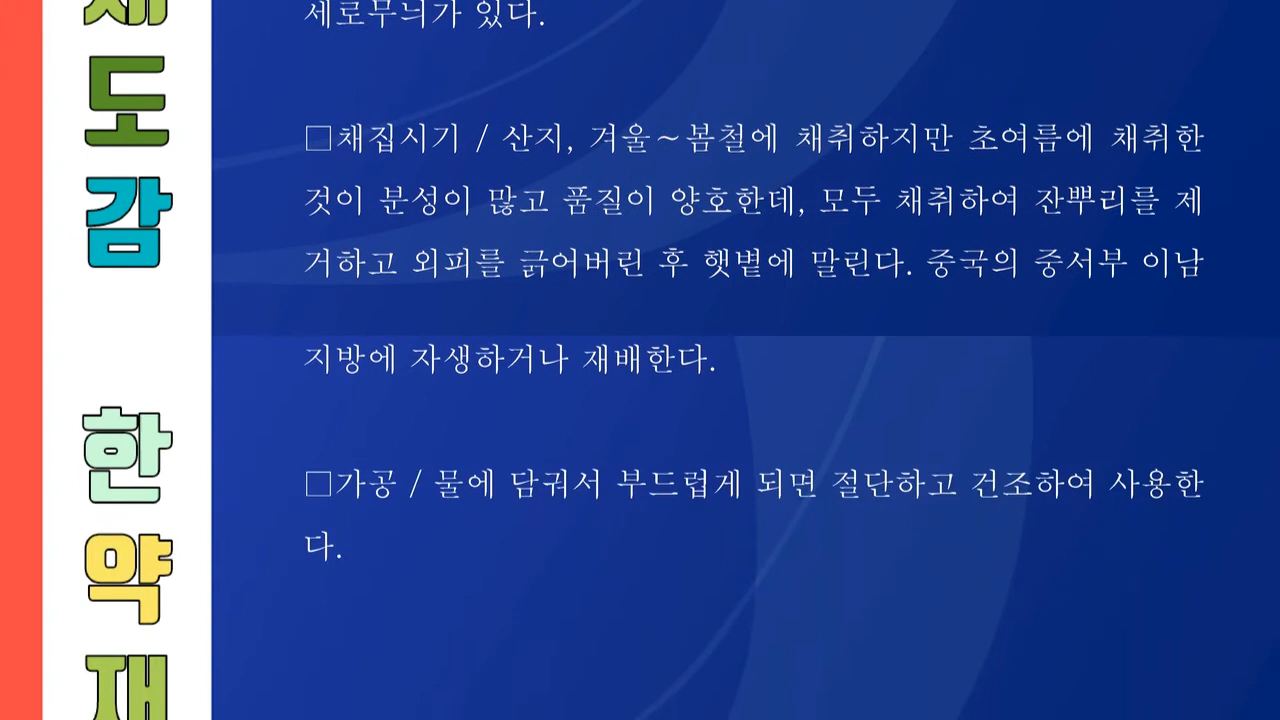 재
도
감
한
약
재
세로무늬가 있다.
□채집시기 / 산지, 겨울~봄철에 채취하지만 초여름에 채취한
것이 분성이 많고 품질이 양호한데, 모두 채취하여 잔뿌리를 제
거하고 외피를 긁어버린 후 햇볕에 말린다. 중국의 중서부 이남
지방에 자생하거나 재배한다.
□가공 / 물에 담궈서 부드럽게 되면 절단하고 건조하여 사용한
다.